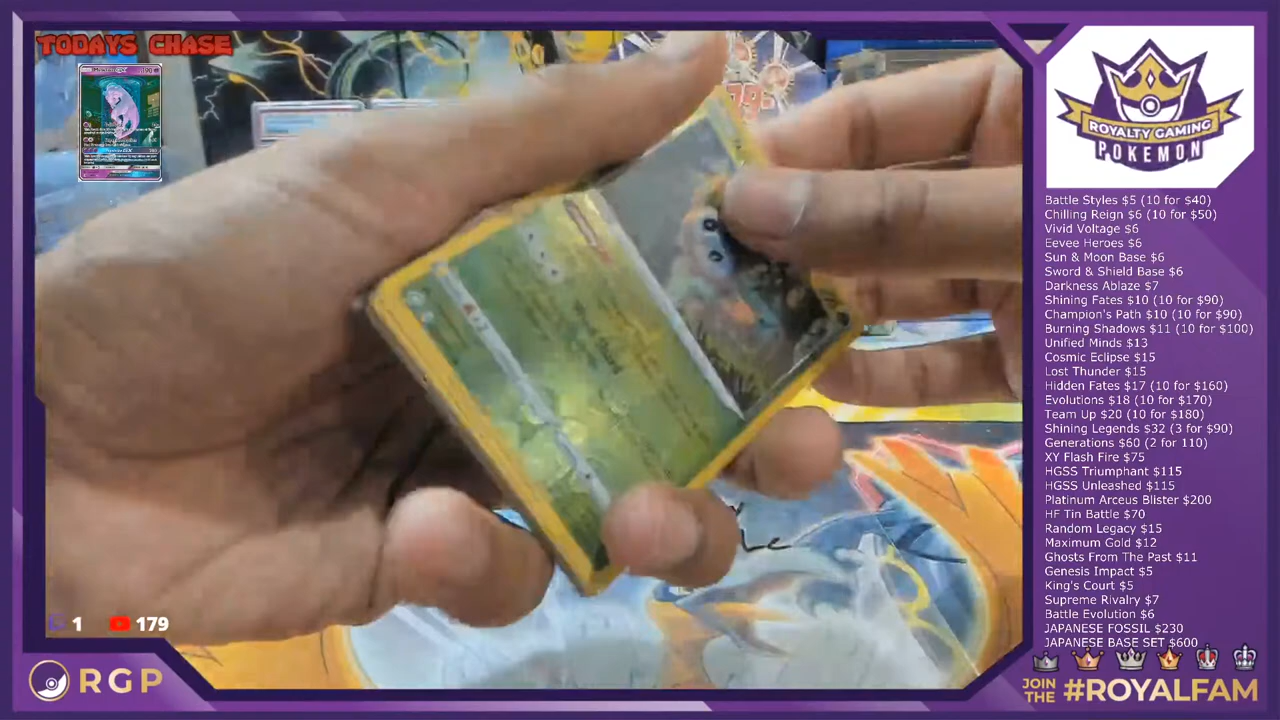 TODAYS CHASE
ROYALTY GAMING
POKEMON
Battle Styles $5 (10 for $40)
Chilling Reign $6 (10 for $50)
Vivid Voltage $6
Eevee Heroes $6
Sun & Moon Base $6
Sword & Shield Base $6
Darkness Ablaze $7
Shining Fates $10 (10 for $90)
Champion's Path $10 (10 for $90)
Burning Shadows $11 (10 for $100)
Unified Minds $13
Cosmic Eclipse $15
Lost Thunder $15
Hidden Fates $17 (10 for $160)
Evolutions $18 (10 for $170)
Team Up $20 (10 for $180)
Shining Legends $32 (3 for $90)
Generations $60 (2 for 110)
XY Flash Fire $75
HGSS Triumphant $115
HGSS Unleashed $115
Platinum Arceus Blister $200
HF Tin Battle $70
Random Legacy $15
Maximum Gold $12
Ghosts From The Past $11
Genesis Impact $5
King's Court $5
Supreme Rivalry $7
Battle Evolution $6
JAPANESE FOSSIL $230
JAPANESE BASE SET $600
1 179
RGP
JOIN THE #ROYALFAM